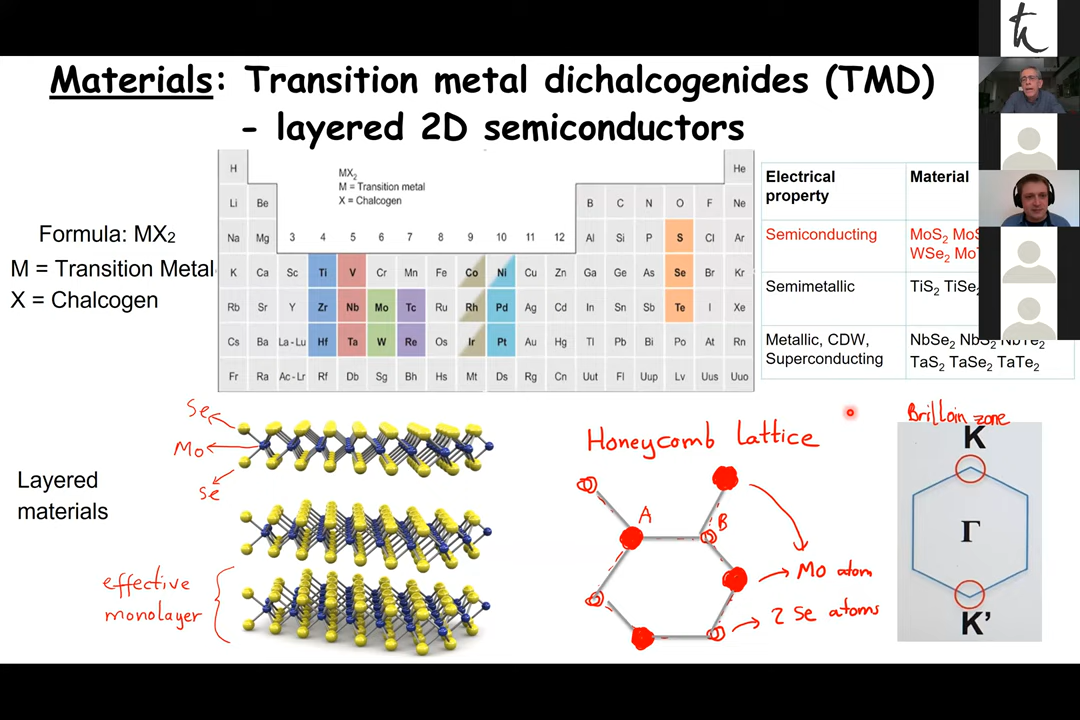 Materials: Transition metal dichalcogenides (TMD)
- layered 2D semiconductors
Formula: MX2
M = Transition Metal
X = Chalcogen
MX2
M = Transition metal
X = Chalcogen
H He
Li Be B C N O F Ne
Na Mg 3 4 5 6 7 8 9 10 11 12 Al Si P S Cl Ar
K Ca Sc Ti V Cr Mn Fe Co Ni Cu Zn Ga Ge As Se Br Kr
Rb Sr Y Zr Nb Mo Tc Ru Rh Pd Ag Cd In Sn Sb Te I Xe
Cs Ba La-Lu Hf Ta W Re Os Ir Pt Au Hg Tl Pb Bi Po At Rn
Fr Ra Ac-Lr Rf Db Sg Bh Hs Mt Ds Rg Cn Uut Fl Uup Lv Uus Uuo
Electrical property
Material
Semiconducting
MoS2
WSe2
Semimetallic
TiS2
Metallic, CDW,
Superconducting
NbSe2 NbS2 NbTe2
TaS2 TaSe2 TaTe2
Layered
materials
Se
Mo
Se
effective
monolayer
Honeycomb lattice
A
B
Mo atom
2 Se atoms
Brilloin zone
K
Γ
K'